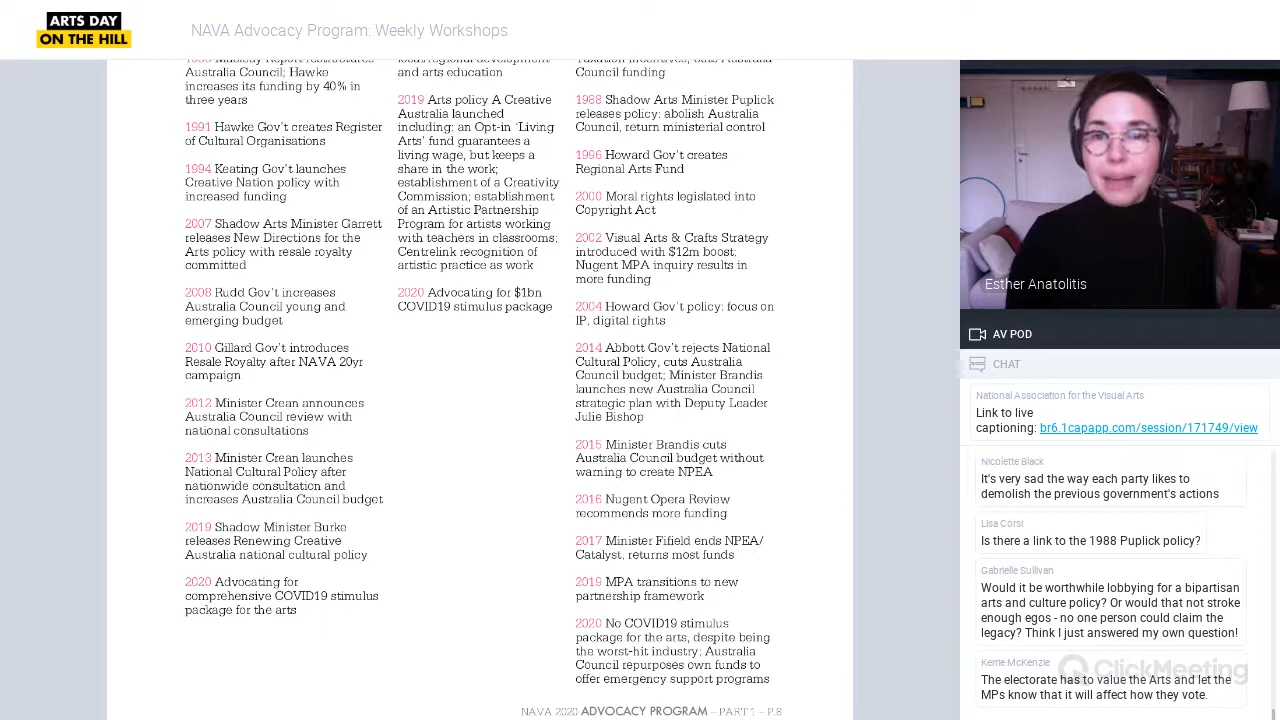 ARTS DAY
ON THE HILL
NAVA Advocacy Program: Weekly Workshops
Australia Council; Hawke
increases its funding by 40% in
three years
1991 Hawke Gov't creates Register
of Cultural Organisations
1994 Keating Gov't launches
Creative Nation policy with
increased funding
2007 Shadow Arts Minister Garrett
releases New Directions for the
Arts policy with resale royalty
committed
2008 Rudd Gov't increases
Australia Council young and
emerging budget
2010 Gillard Gov't introduces
Resale Royalty after NAVA 20yr
campaign
2012 Minister Crean announces
Australia Council review with
national consultations
2013 Minister Crean launches
National Cultural Policy after
nationwide consultation and
increases Australia Council budget
2019 Shadow Minister Burke
releases Renewing Creative
Australia national cultural policy
2020 Advocating for
comprehensive COVID19 stimulus
package for the arts
and arts education
2019 Arts policy A Creative
Australia launched
including: an Opt-in 'Living
Arts' fund guarantees a
living wage, but keeps a
share in the work;
establishment of a Creativity
Commission; establishment
of an Artistic Partnership
Program for artists working
with teachers in classrooms;
Centrelink recognition of
artistic practice as work
2020 Advocating for $1bn
COVID19 stimulus package
Council funding
1988 Shadow Arts Minister Puplick
releases policy: abolish Australia
Council, return ministerial control
1996 Howard Gov't creates
Regional Arts Fund
2000 Moral rights legislated into
Copyright Act
2002 Visual Arts & Crafts Strategy
introduced with $12m boost;
Nugent MPA inquiry results in
more funding
2004 Howard Gov't policy: focus on
IP, digital rights
2014 Abbott Gov't rejects National
Cultural Policy, cuts Australia
Council budget; Minister Brandis
launches new Australia Council
strategic plan with Deputy Leader
Julie Bishop
2015 Minister Brandis cuts
Australia Council budget without
warning to create NPEA
2016 Nugent Opera Review
recommends more funding
2017 Minister Fifield ends NPEA/
Catalyst, returns most funds
2019 MPA transitions to new
partnership framework
2020 No COVID19 stimulus
package for the arts, despite being
the worst-hit industry; Australia
Council repurposes own funds to
offer emergency support programs
NAVA 2020 ADVOCACY PROGRAM – PART 1 – P.8
Esther Anatolitis
AV POD
CHAT
National Association for the Visual Arts
Link to live
captioning: br6.1capapp.com/session/171749/view
Nicolette Black
It's very sad the way each party likes to
demolish the previous government's actions
Lisa Corsi
Is there a link to the 1988 Puplick policy?
Gabrielle Sullivan
Would it be worthwhile lobbying for a bipartisan
arts and culture policy? Or would that not stroke
enough egos - no one person could claim the
legacy? Think I just answered my own question!
Kerrie McKenzie
ClickMeeting
The electorate has to value the Arts and let the
MPs know that it will affect how they vote.